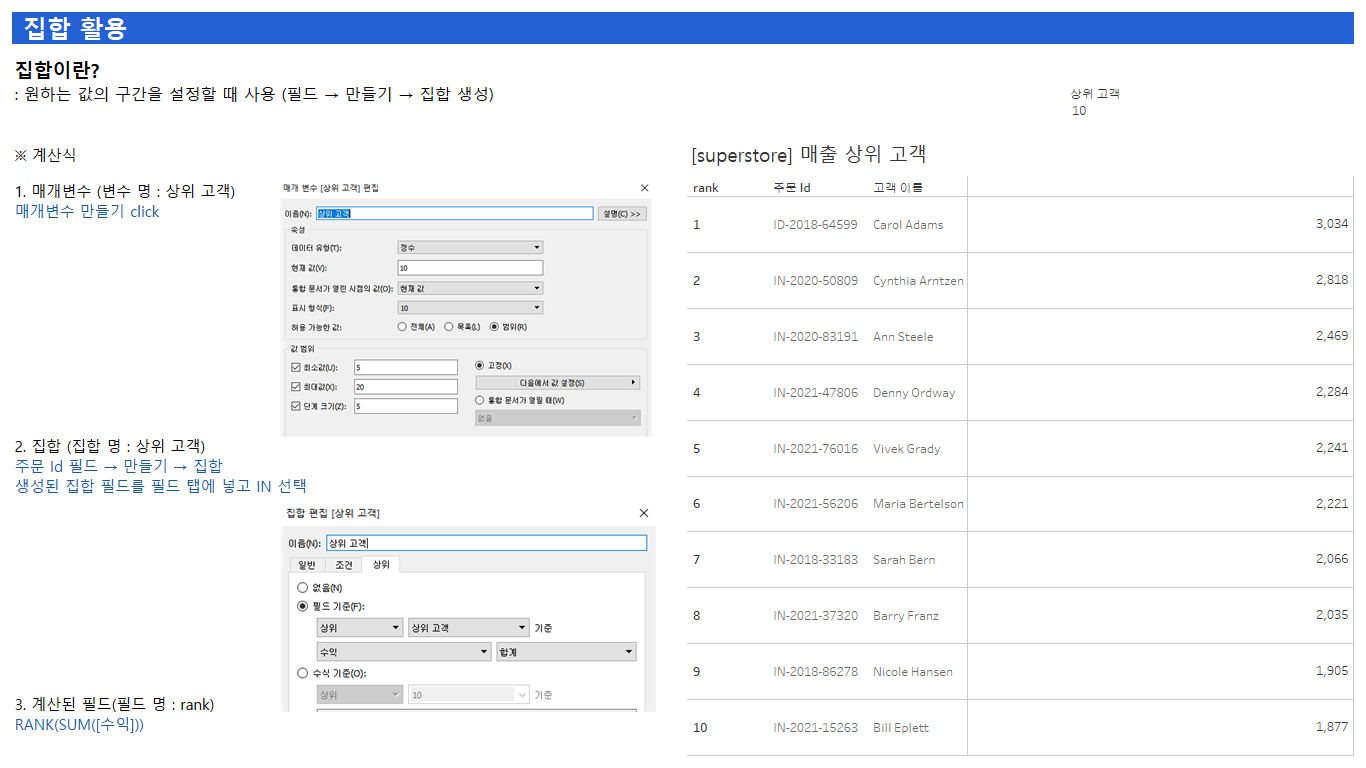 집합 활용
집합이란?
: 원하는 값의 구간을 설정할 때 사용 (필드 → 만들기 → 집합 생성)
상위 고객
10
※ 계산식
1. 매개변수 (변수 명 : 상위 고객)
매개변수 만들기 click
매개 변수 [상위 고객] 편집
이름(N): 상위 고객 설명(C) >>
속성
데이터 유형(T): 정수
현재 값(V): 10
통합 문서가 열린 시점의 값(O): 현재 값
표시 형식(F): 10
허용 가능한 값: 전체(A) 목록(L) 범위(R)
값 범위
최소값(U): 5 고정(X)
최대값(X): 20 다음에서 값 설정(S)
단계 크기(Z): 5 통합 문서가 열릴 때(W)
없음
2. 집합 (집합 명 : 상위 고객)
주문 Id 필드 → 만들기 → 집합
생성된 집합 필드를 필드 탭에 넣고 IN 선택
집합 편집 [상위 고객]
이름(N): 상위 고객
일반 조건 상위
없음(N)
필드 기준(F):
상위 상위 고객 기준
수익 합계
수식 기준(O):
상위 10 기준
3. 계산된 필드(필드 명 : rank)
RANK(SUM([수익]))
[superstore] 매출 상위 고객
rank 주문 Id 고객 이름
1 ID-2018-64599 Carol Adams 3,034
2 IN-2020-50809 Cynthia Arntzen 2,818
3 IN-2020-83191 Ann Steele 2,469
4 IN-2021-47806 Denny Ordway 2,284
5 IN-2021-76016 Vivek Grady 2,241
6 IN-2021-56206 Maria Bertelson 2,221
7 IN-2018-33183 Sarah Bern 2,066
8 IN-2021-37320 Barry Franz 2,035
9 IN-2018-86278 Nicole Hansen 1,905
10 IN-2021-15263 Bill Eplett 1,877